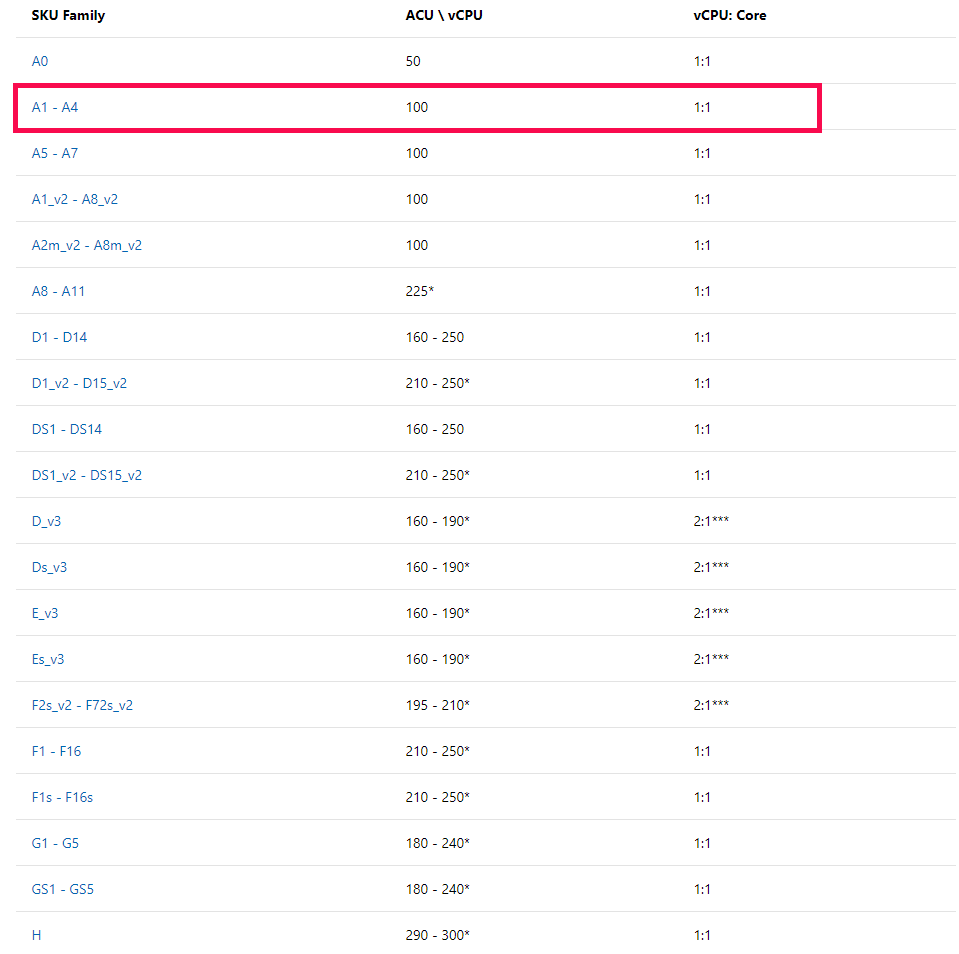 SKU Family ACU \ vCPU vCPU: Core
A0 50 1:1
A1 - A4 100 1:1
A5 - A7 100 1:1
A1_v2 - A8_v2 100 1:1
A2m_v2 - A8m_v2 100 1:1
A8 - A11 225* 1:1
D1 - D14 160 - 250 1:1
D1_v2 - D15_v2 210 - 250* 1:1
DS1 - DS14 160 - 250 1:1
DS1_v2 - DS15_v2 210 - 250* 1:1
D_v3 160 - 190* 2:1***
Ds_v3 160 - 190* 2:1***
E_v3 160 - 190* 2:1***
Es_v3 160 - 190* 2:1***
F2s_v2 - F72s_v2 195 - 210* 2:1***
F1 - F16 210 - 250* 1:1
F1s - F16s 210 - 250* 1:1
G1 - G5 180 - 240* 1:1
GS1 - GS5 180 - 240* 1:1
H 290 - 300* 1:1